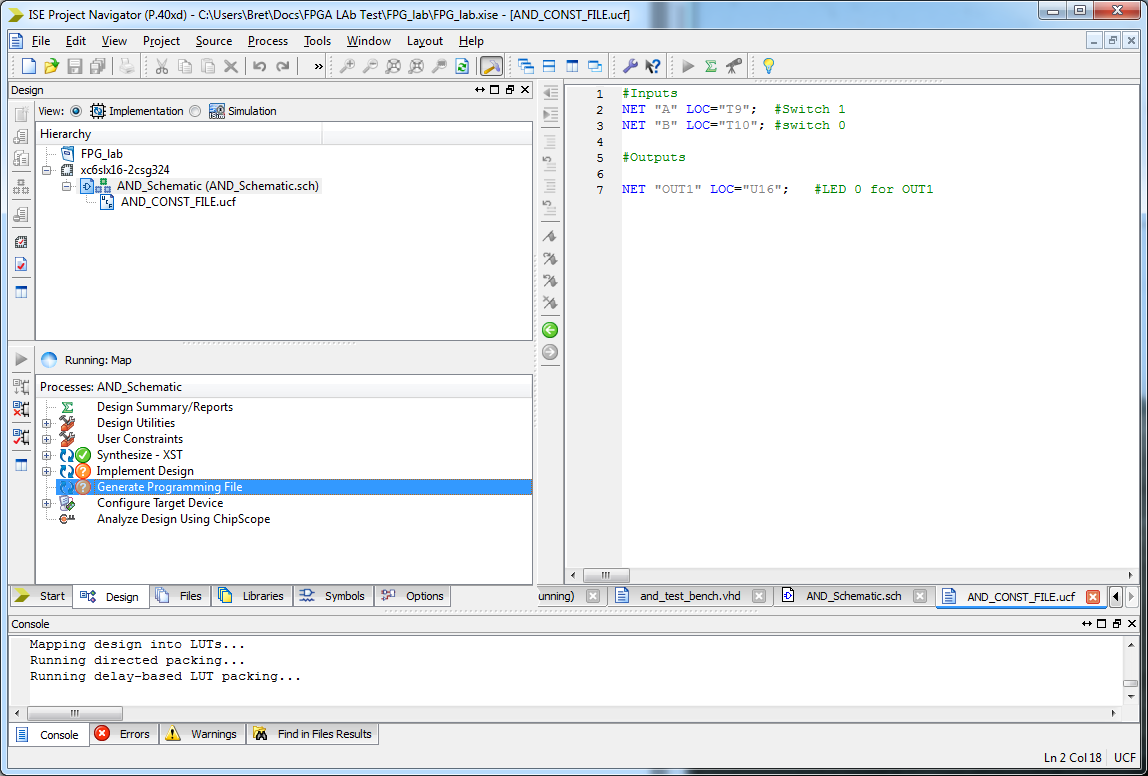 ISE Project Navigator (P.40xd) - C:\Users\Bret\Docs\FPGA LAb Test\FPG_lab\FPG_lab.xise - [AND_CONST_FILE.ucf]
File Edit View Project Source Process Tools Window Layout Help
Design
View: Implementation Simulation
Hierarchy
FPG_lab
xc6slx16-2csg324
AND_Schematic (AND_Schematic.sch)
AND_CONST_FILE.ucf
Running: Map
Processes: AND_Schematic
Design Summary/Reports
Design Utilities
User Constraints
Synthesize - XST
Implement Design
Generate Programming File
Configure Target Device
Analyze Design Using ChipScope
Start Design Files Libraries Symbols Options
1 #Inputs
2 NET "A" LOC="T9"; #Switch 1
3 NET "B" LOC="T10"; #switch 0
4
5 #Outputs
6
7 NET "OUT1" LOC="U16"; #LED 0 for OUT1
unning) and_test_bench.vhd AND_Schematic.sch AND_CONST_FILE.ucf
Console
Mapping design into LUTs...
Running directed packing...
Running delay-based LUT packing...
Console Errors Warnings Find in Files Results
Ln 2 Col 18 UCF